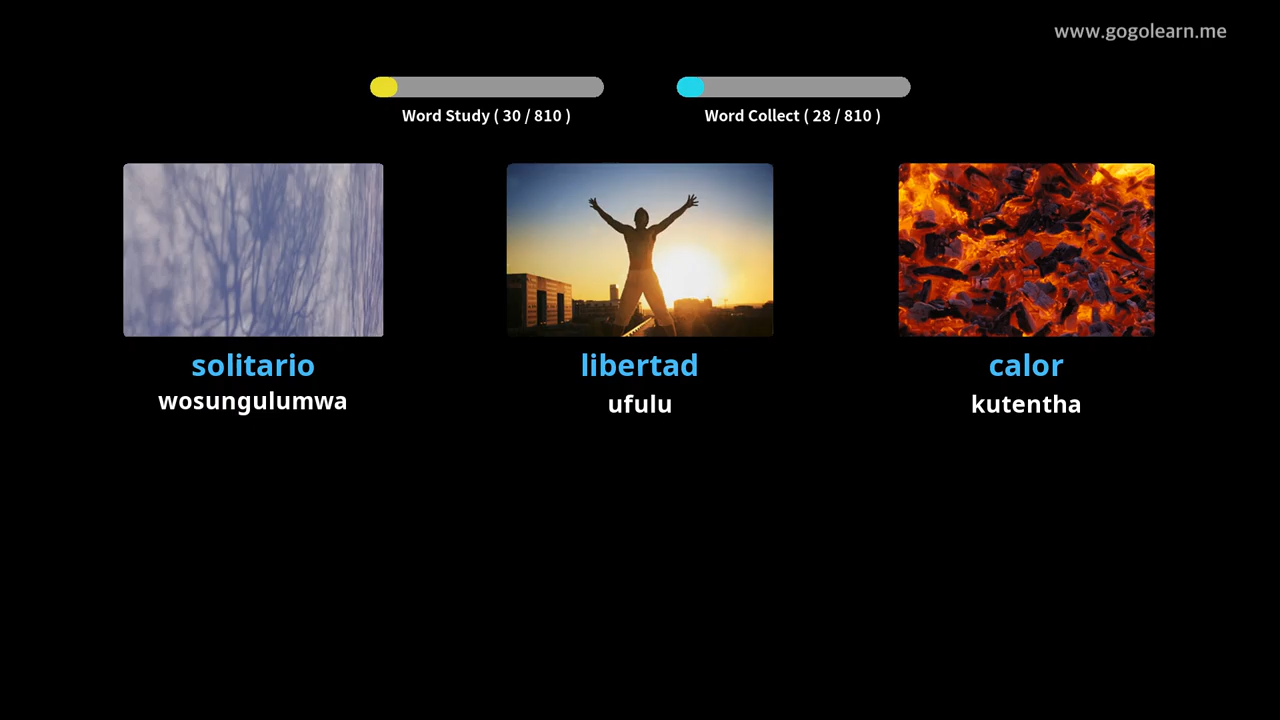 www.gogolearn.me
Word Study ( 30 / 810 )
Word Collect ( 28 / 810 )
solitario
wosungulumwa
libertad
ufulu
calor
kutentha